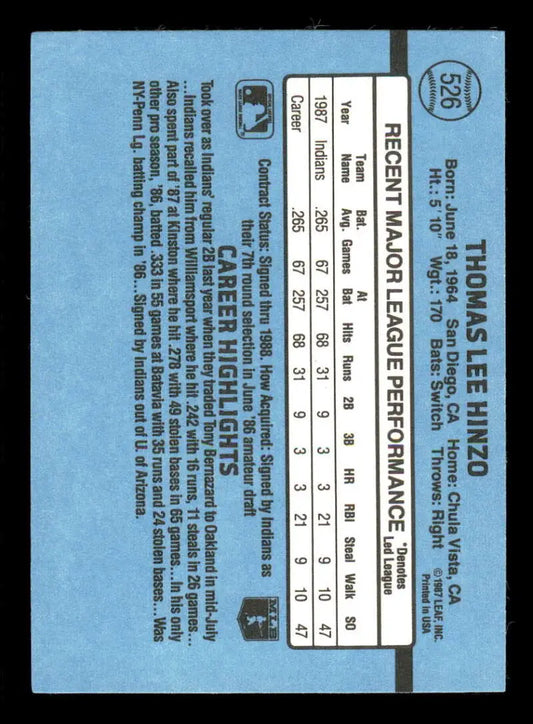 526
THOMAS LEE HINZO
Born: June 18, 1964 San Diego, CA Home: Chula Vista, CA
Ht.: 5' 10" Wgt.: 170 Bats: Switch Throws: Right
©1987 LEAF, INC.
Printed in USA
RECENT MAJOR LEAGUE PERFORMANCE
*Denotes
Led League
Year Team Name Bat. Avg. Games At Bat Hits Runs 2B 3B HR RBI Steal Walk SO
1987 Indians .265 67 257 68 31 9 3 3 21 9 10 47
Career .265 67 257 68 31 9 3 3 21 9 10 47
Contract Status: Signed thru 1988. How Acquired: Signed by Indians as
their 7th round selection in June '86 amateur draft
MLB
CAREER HIGHLIGHTS
Took over as Indians' regular 28 last year when they traded Tony Bernazard to Oakland in mid-July
...Indians recalled him from Williamsport where he hit .242 with 16 runs, 11 steals in 26 games...
Also spent part of '87 at Kinston where he hit .278 with 49 stolen bases in 65 games...In his only
other pro season, '86, batted .333 in 55 games at Batavia with 35 runs and 24 stolen bases...Was
NY-Penn Lg. batting champ in '86...Signed by Indians out of U. of Arizona.